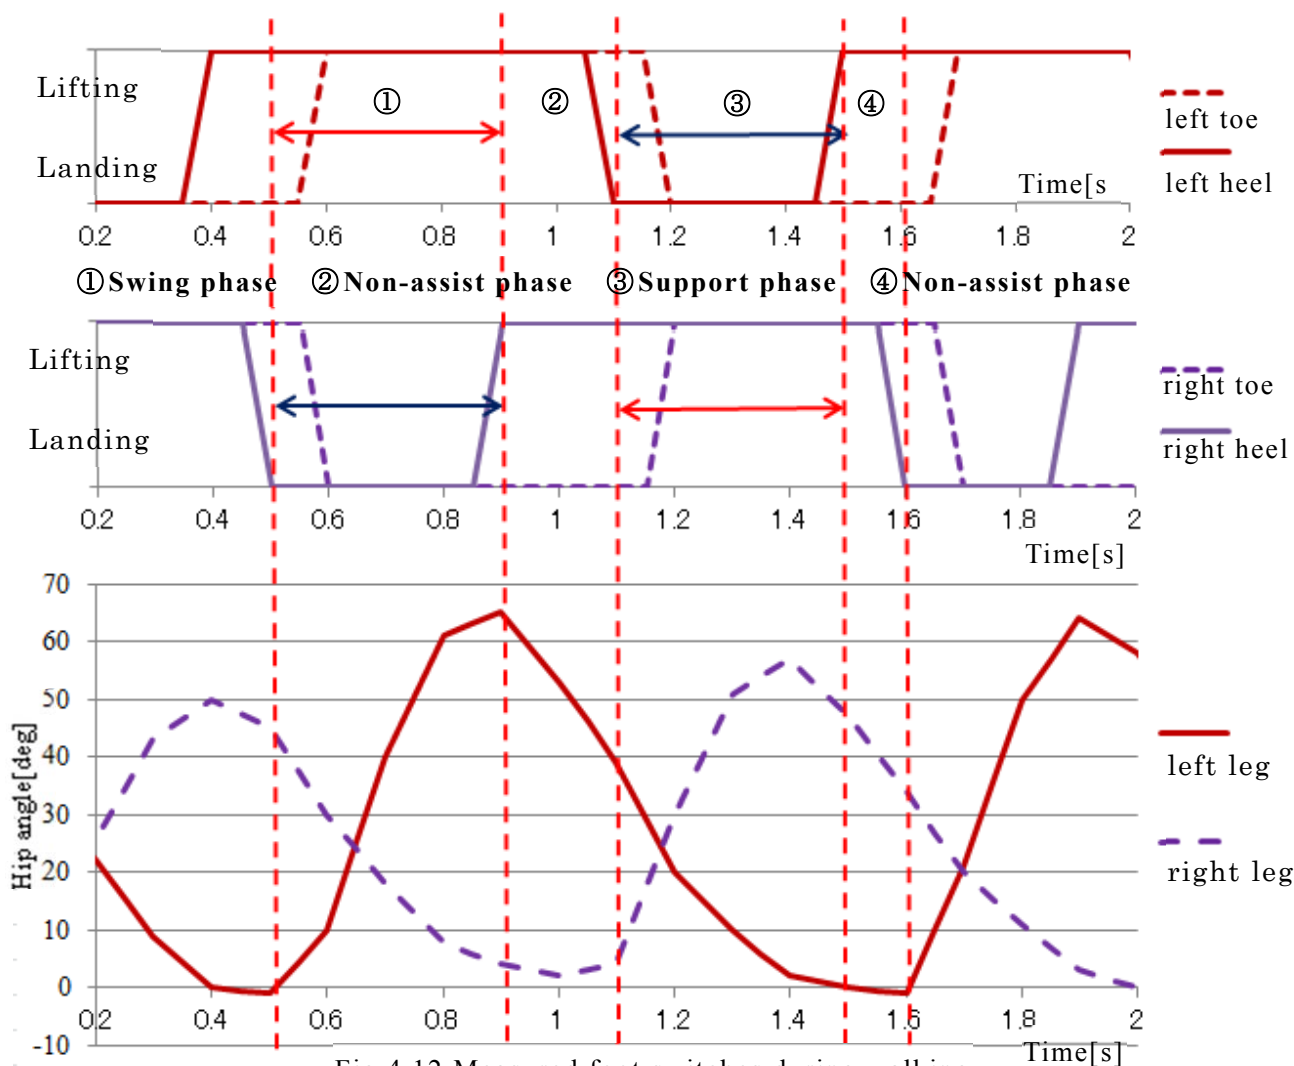 Lifting
Landing
① ② ③ ④
left toe
left heel
Time[s
0.2 0.4 0.6 0.8 1 1.2 1.4 1.6 1.8 2
①Swing phase ②Non-assist phase ③Support phase ④Non-assist phase
Lifting
Landing
right toe
right heel
0.2 0.4 0.6 0.8 1 1.2 1.4 1.6 1.8 2
Time[s]
70
60
50
40
30
20
10
0
-10
Hip angle[deg]
left leg
right leg
0.2 0.4 0.6 0.8 1 1.2 1.4 1.6 1.8 2
Time[s]